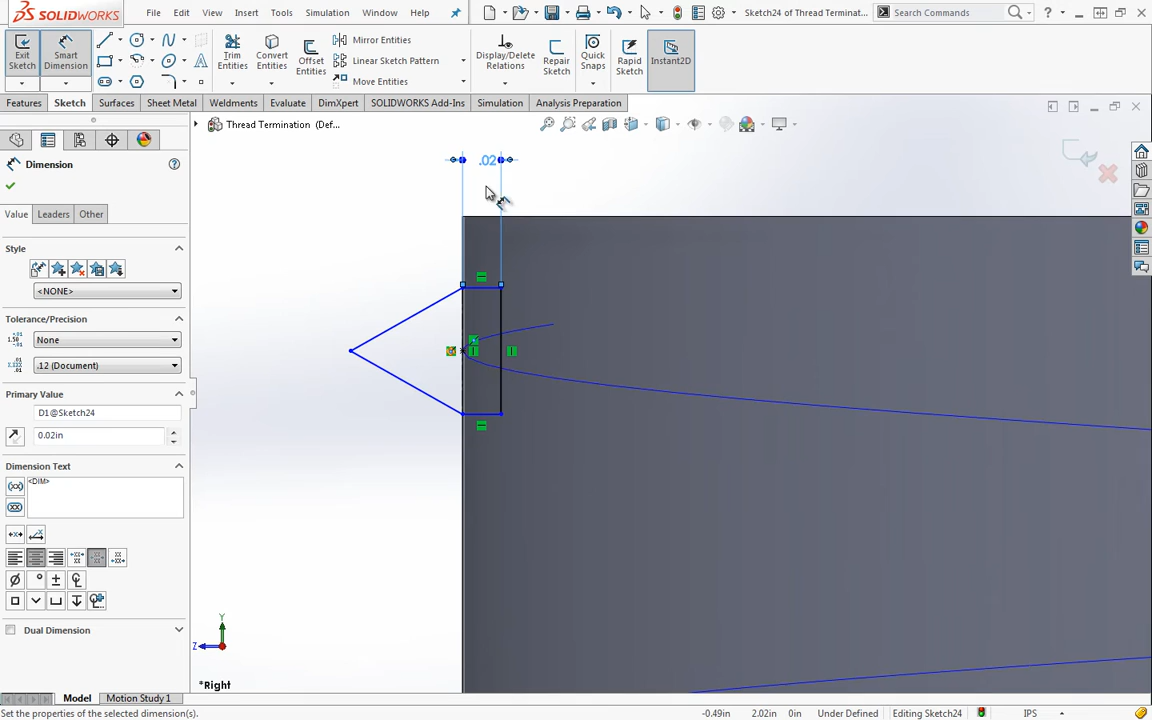 SOLIDWORKS
File
Edit
View
Insert
Tools
Simulation
Window
Help
Sketch24 of Thread Terminat...
Search Commands
?
Exit Sketch
Smart Dimension
Trim Entities
Convert Entities
Offset Entities
Mirror Entities
Linear Sketch Pattern
Move Entities
Display/Delete Relations
Repair Sketch
Quick Snaps
Rapid Sketch
Instant2D
Features
Sketch
Surfaces
Sheet Metal
Weldments
Evaluate
DimXpert
SOLIDWORKS Add-Ins
Simulation
Analysis Preparation
Thread Termination (Def...
Dimension
?
Value
Leaders
Other
Style
<NONE>
Tolerance/Precision
None
.12 (Document)
Primary Value
D1@Sketch24
0.02in
Dimension Text
<DIM>
Dual Dimension
.02
Y
Z
*Right
Model
Motion Study 1
Set the properties of the selected dimension(s).
-0.49in
2.02in
0in
Under Defined
Editing Sketch24
IPS